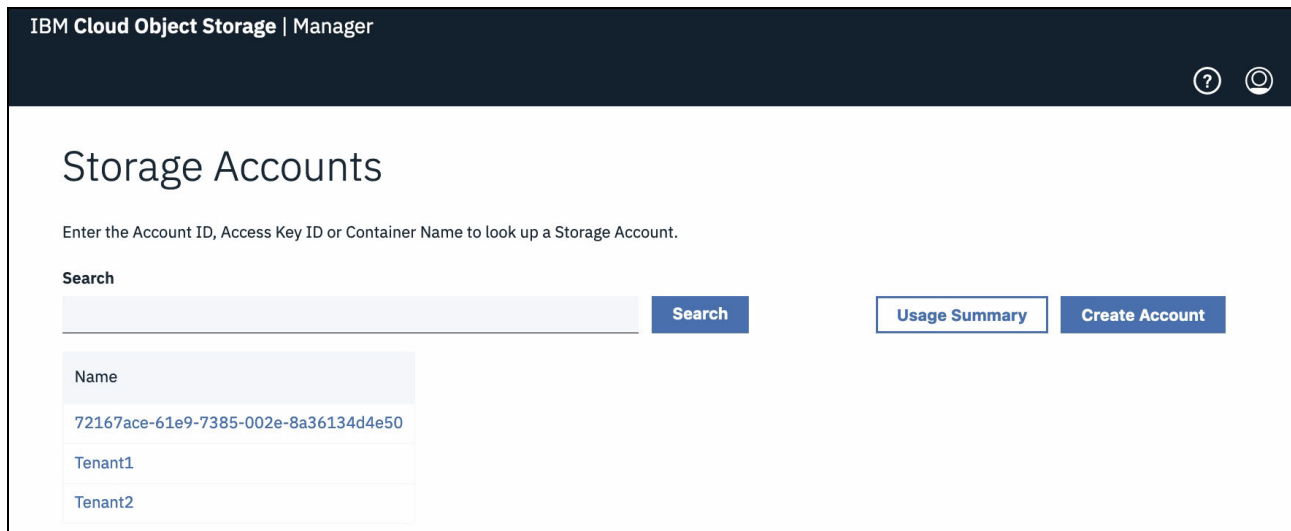 IBM Cloud Object Storage | Manager
?
Storage Accounts
Enter the Account ID, Access Key ID or Container Name to look up a Storage Account.
Search
Search
Usage Summary
Create Account
Name
72167ace-61e9-7385-002e-8a36134d4e50
Tenant1
Tenant2